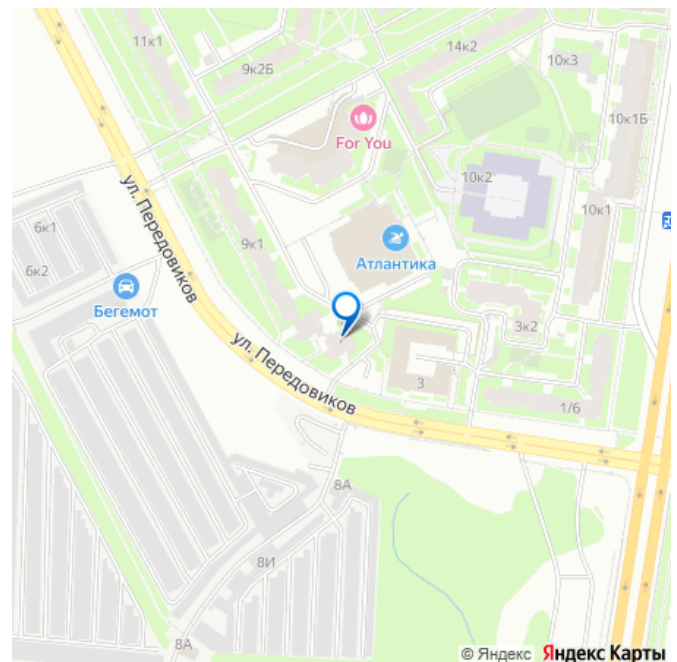 11к1
9к2Б
14к2
10к3
10к1Б
For You
10к2
10к1
ул. Передовиков
6к1
6к2
9к1
Атлантика
Бегемот
3к2
ул. Передовиков
3
1/6
8А
8И
8А
© Яндекс Яндекс Карты